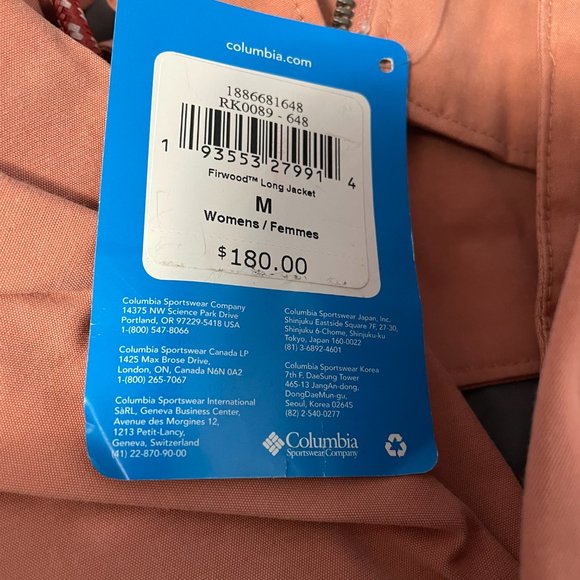 columbia.com
1886681648
RK0089 - 648
1 93553 27991 4
Firwood™ Long Jacket
M
Womens / Femmes
$180.00
Columbia Sportswear Company
14375 NW Science Park Drive
Portland, OR 97229-5418 USA
1-(800) 547-8066
Columbia Sportswear Canada LP
1425 Max Brose Drive,
London, ON, Canada N6N 0A2
1-(800) 265-7067
Columbia Sportswear International
SàRL, Geneva Business Center,
Avenue des Morgines 12,
1213 Petit-Lancy,
Geneva, Switzerland
(41) 22-870-90-00
Columbia Sportswear Japan, Inc.
Shinjuku Eastside Square 7F, 27-30,
Shinjuku 6-Chome, Shinjuku-ku
Tokyo, Japan 160-0022
(81) 3-6892-4601
Columbia Sportswear Korea
7th F. DaeSung Tower
465-13 JangAn-dong,
DongDaeMun-gu,
Seoul, Korea 02645
(82) 2-540-0277
Columbia
Sportswear Company